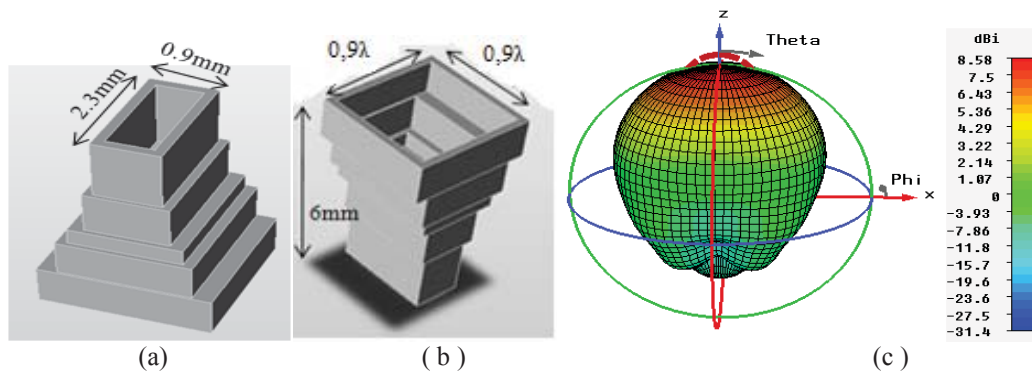 2.3mm
0.9mm
(a)
0,9λ
0,9λ
6mm
( b )
z
Theta
Phi
x
(c )
dBi
8.58
7.5
6.43
5.36
4.29
3.22
2.14
1.07
0
-3.93
-7.86
-11.8
-15.7
-19.6
-23.6
-27.5
-31.4